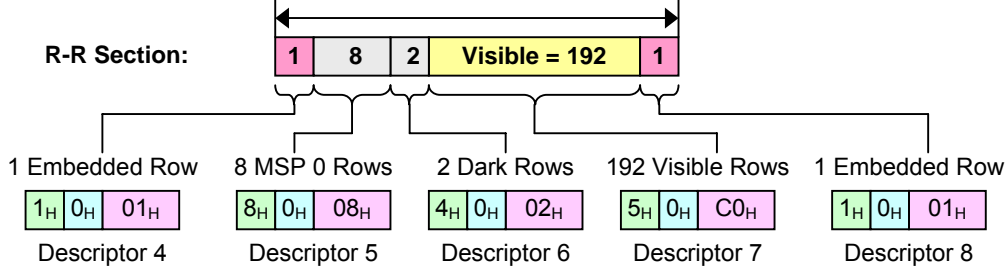 R-R Section:
1 8 2 Visible = 192 1
1 Embedded Row 8 MSP 0 Rows 2 Dark Rows 192 Visible Rows 1 Embedded Row
1H 0H 01H 8H 0H 08H 4H 0H 02H 5H 0H C0H 1H 0H 01H
Descriptor 4 Descriptor 5 Descriptor 6 Descriptor 7 Descriptor 8